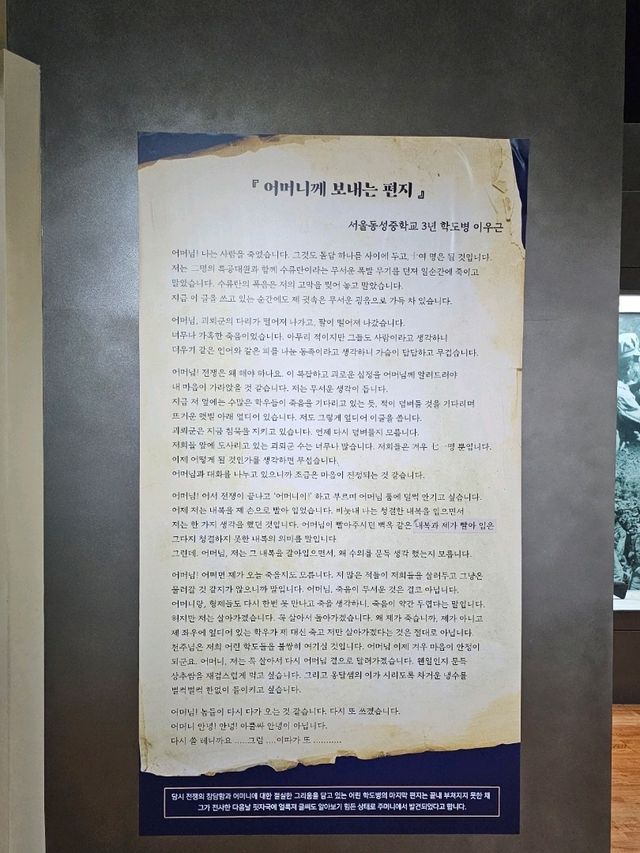 『 어머니께 보내는 편지 』
서울동성중학교 3년 학도병 이우근
어머님! 나는 사람을 죽였습니다. 그것도 돌담 하나를 사이에 두고, 十여 명은 될 것입니다.
저는 二명의 특공대원과 함께 수류탄이라는 무서운 폭발 무기를 던져 일순간에 죽이고
말았습니다. 수류탄의 폭음은 저의 고막을 찢어 놓고 말았습니다.
지금 이 글을 쓰고 있는 순간에도 제 귓속은 무서운 굉음으로 가득 차 있습니다.
어머님, 괴뢰군의 다리가 떨어져 나가고, 팔이 떨어져 나갔습니다.
너무나 가혹한 죽음이었습니다. 아무리 적이지만 그들도 사람이라고 생각하니
더우기 같은 언어와 같은 피를 나눈 동족이라고 생각하니 가슴이 답답하고 무겁습니다.
어머님! 전쟁은 왜 해야 하나요. 이 복잡하고 괴로운 심정을 어머님께 알려드려야
내 마음이 가라앉을 것 같습니다. 저는 무서운 생각이 듭니다.
지금 저 옆에는 수많은 학우들이 죽음을 기다리고 있는 듯, 적이 덤벼들 것을 기다리며
뜨거운 햇빛 아래 엎디어 있습니다. 저도 그렇게 엎디어 이글을 씁니다.
괴뢰군은 지금 침묵을 지키고 있습니다. 언제 다시 덤벼들지 모릅니다.
저희들 앞에 도사리고 있는 괴뢰군 수는 너무나 많습니다. 저희들은 겨우 七一명 뿐입니다.
이제 어떻게 될 것인가를 생각하면 무섭습니다.
어머님과 대화를 나누고 있으니까 조금은 마음이 진정되는 것 같습니다.
어머님! 어서 전쟁이 끝나고 '어머니이!' 하고 부르며 어머님 품에 덥썩 안기고 싶습니다.
어제 저는 내복을 제 손으로 빨아 입었습니다. 비눗내 나는 청결한 내복을 입으면서
저는 한 가지 생각을 했던 것입니다. 어머님이 빨아주시던 백옥 같은 내복과 제가 빨아 입은
그다지 청결하지 못한 내복의 의미를 말입니다.
그런데, 어머님, 저는 그 내복을 갈아입으면서, 왜 수의를 문득 생각 했는지 모릅니다.
어머님! 어쩌면 제가 오늘 죽을지도 모릅니다. 저 많은 적들이 저희들을 살려두고 그냥은
물러갈 것 같지가 않으니까 말입니다. 어머님, 죽음이 무서운 것은 결코 아닙니다.
어머니랑, 형제들도 다시 한번 못 만나고 죽을 생각하니, 죽음이 약간 두렵다는 말입니다.
허지만 저는 살아가겠습니다. 꼭 살아서 돌아가겠습니다. 왜 제가 죽습니까, 제가 아니고
제 좌우에 엎디어 있는 학우가 제 대신 죽고 저만 살아가겠다는 것은 절대로 아닙니다.
천주님은 저희 어린 학도들을 불쌍히 여기실 것입니다. 어머님 이제 겨우 마음이 안정이
되군요. 어머니, 저는 꼭 살아서 다시 어머님 곁으로 달려가겠습니다. 웬일인지 문득
상추쌈을 재검스럽게 먹고 싶습니다. 그리고 옹달샘의 이가 시리도록 차거운 냉수를
벌컥벌컥 한없이 들이키고 싶습니다.
어머님! 놈들이 다시 다가 오는 것 같습니다. 다시 또 쓰겠습니다.
어머니 안녕! 안녕! 아뿔싸 안녕이 아닙니다.
다시 쓸 테니까요 ......그럼 ....이따가 또 ...........
당시 전쟁의 참담함과 어머니에 대한 절실한 그리움을 담고 있는 어린 학도병의 마지막 편지는 끝내 부쳐지지 못한 채
그가 전사한 다음날 핏자국에 얼룩져 글씨도 알아보기 힘든 상태로 주머니에서 발견되었다고 합니다.